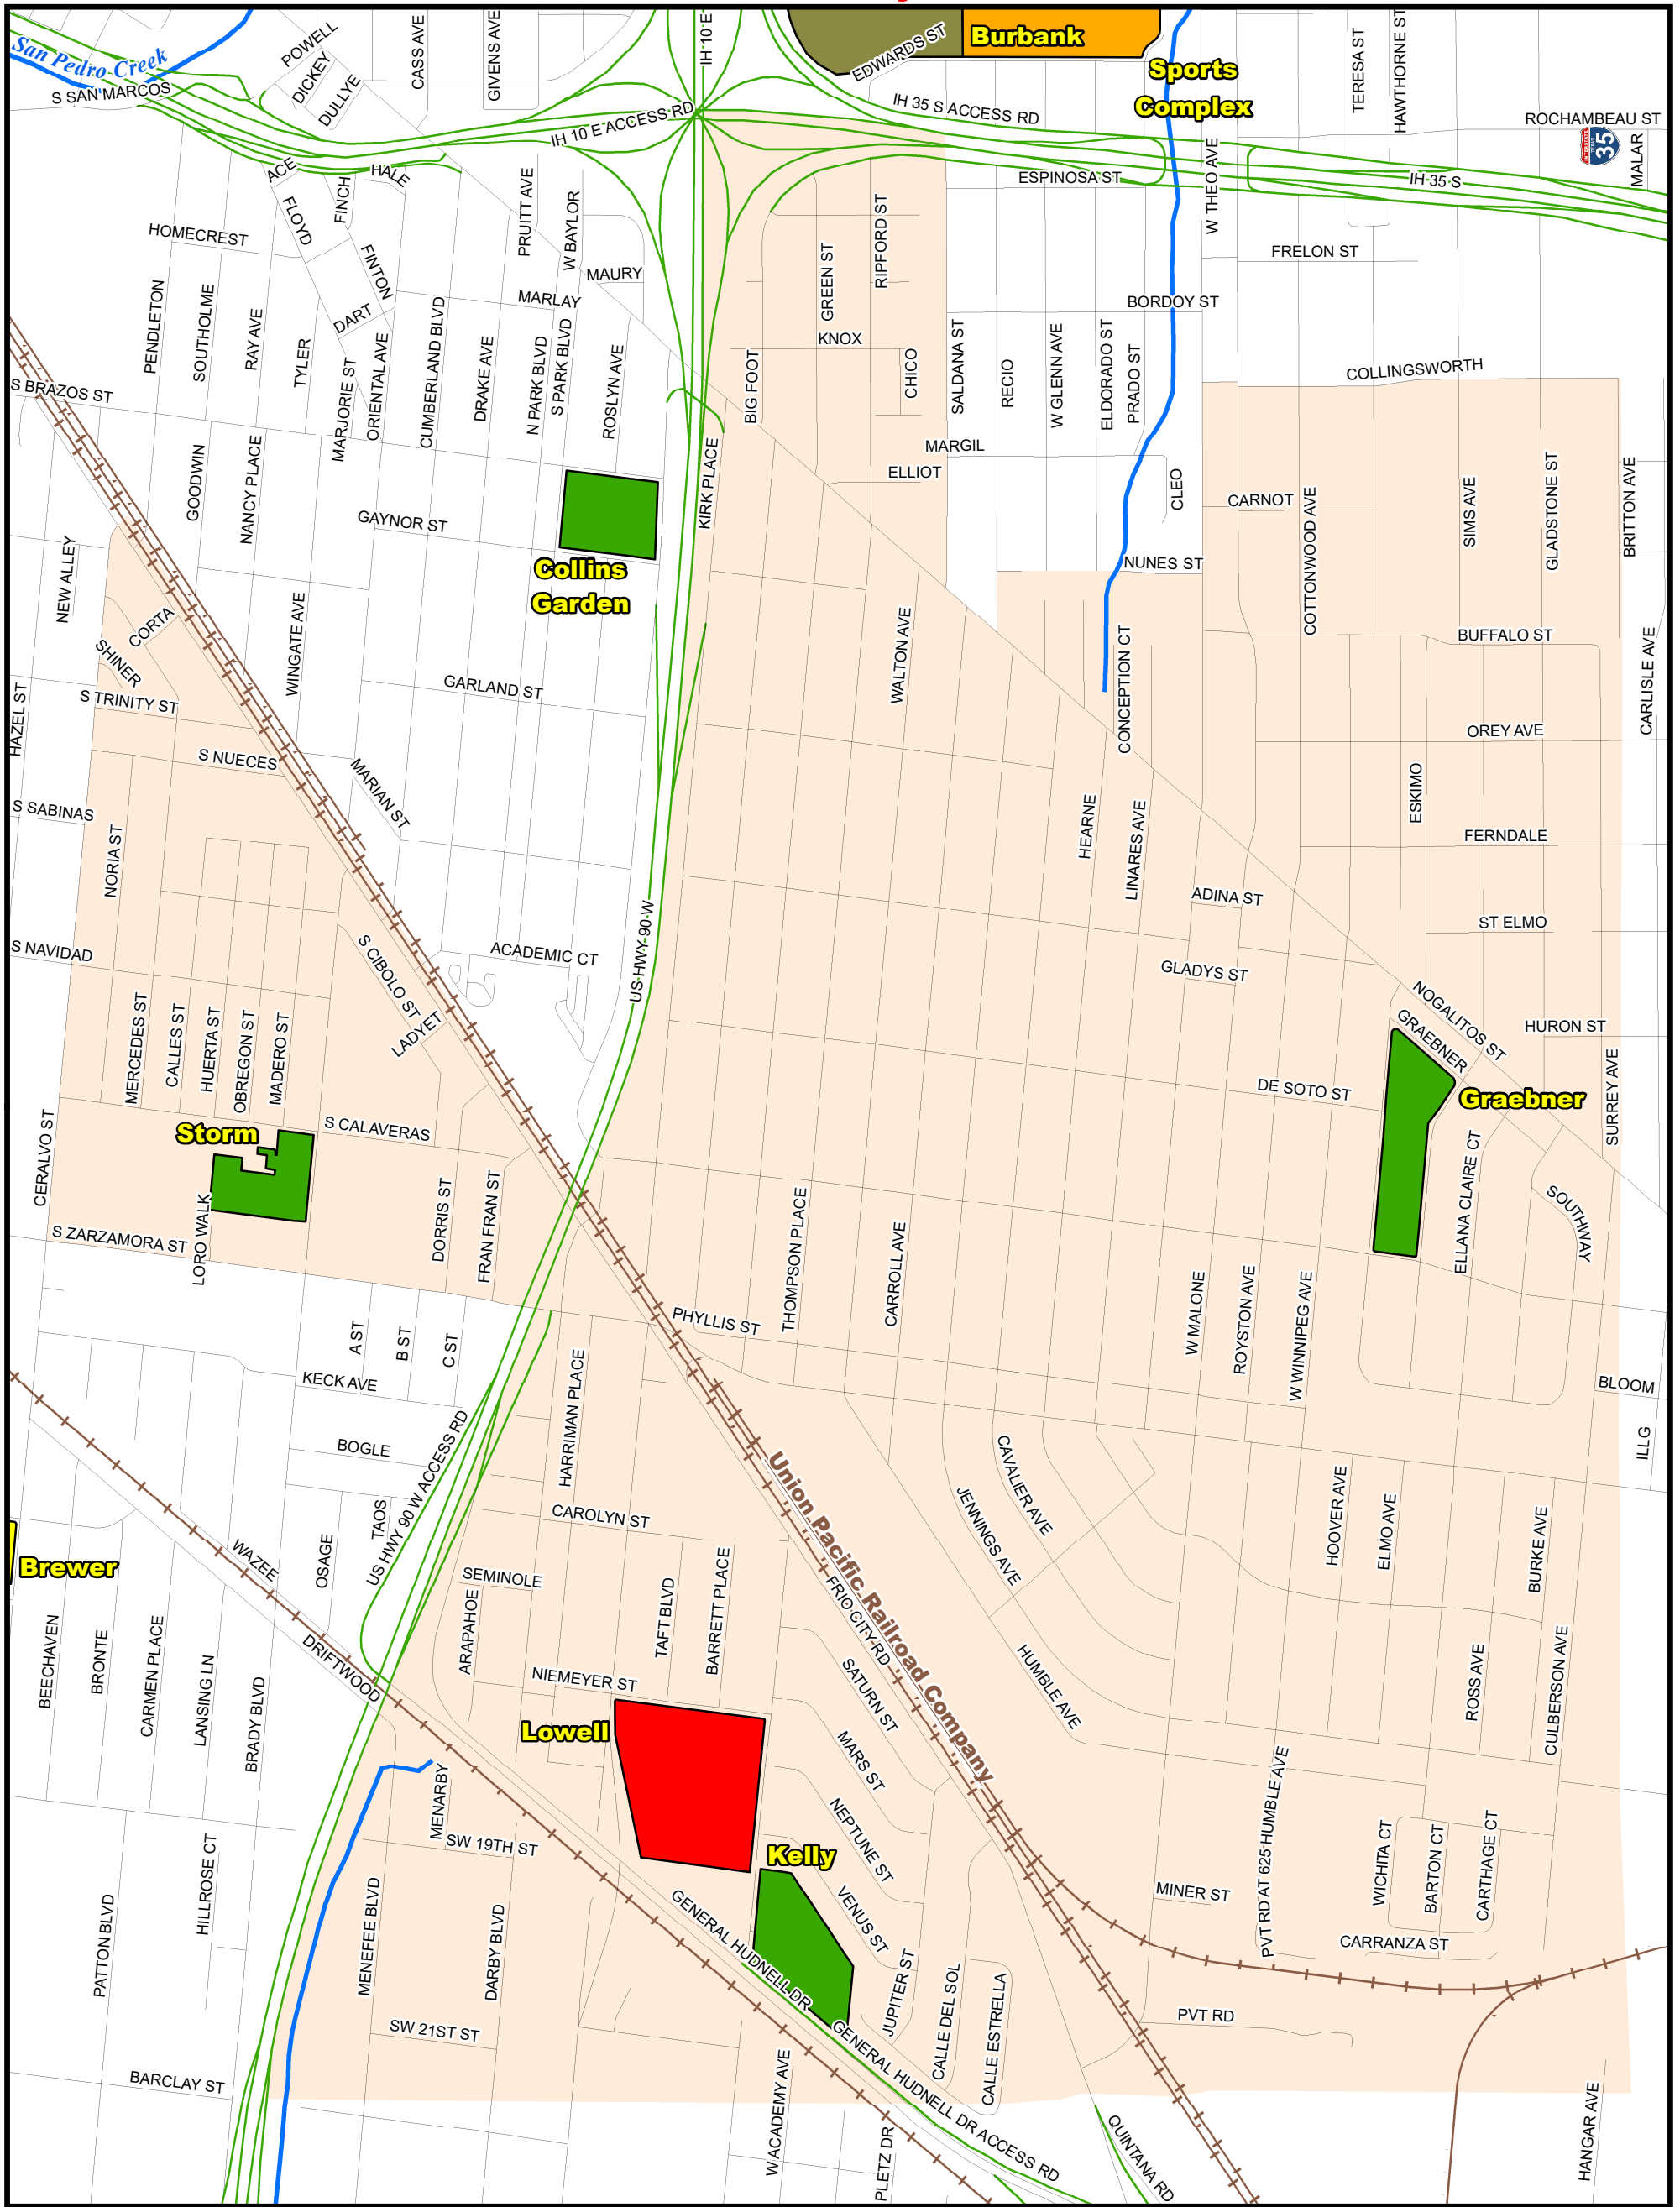 San Pedro Creek
S SAN MARCOS
POWELL
DICKEY
DULLYE
CASS AVE
GIVENS AVE
IH 10 E
IH 10 E ACCESS RD
EDWARDS ST
Burbank
Sports
Complex
IH 35 S ACCESS RD
TERESA ST
HAWTHORNE ST
ROCHAMBEAU ST
INTERSTATE
TEXAS
35
MALAR
W THEO AVE
ESPINOSA ST
IH 35 S
ACE
HALE
FLOYD
FINCH
FINTON
HOMECREST
PRUITT AVE
W BAYLOR
MAURY
MARLAY
GREEN ST
RIPFORD ST
FRELON ST
BORDOY ST
PENDLETON
SOUTHOLME
RAY AVE
TYLER
DART
MARJORIE ST
ORIENTAL AVE
CUMBERLAND BLVD
DRAKE AVE
N PARK BLVD
S PARK BLVD
ROSLYN AVE
BIG FOOT
KNOX
CHICO
SALDANA ST
RECIO
W GLENN AVE
ELDORADO ST
PRADO ST
COLLINGSWORTH
S BRAZOS ST
GOODWIN
NANCY PLACE
GAYNOR ST
Collins
Garden
KIRK PLACE
MARGIL
ELLIOT
CLEO
CARNOT
COTTONWOOD AVE
SIMS AVE
GLADSTONE ST
BRITTON AVE
NEW ALLEY
CORTA
SHINER
WINGATE AVE
NUNES ST
BUFFALO ST
CARLISLE AVE
HAZEL ST
S TRINITY ST
GARLAND ST
WALTON AVE
CONCEPTION CT
OREY AVE
S NUECES
MARIAN ST
S SABINAS
NORIA ST
HEARNE
LINARES AVE
ESKIMO
FERNDALE
ADINA ST
ST ELMO
S NAVIDAD
S CIBOLO ST
LADYET
ACADEMIC CT
US HWY 90 W
GLADYS ST
NOGALITOS ST
GRAEBNER
HURON ST
MERCEDES ST
CALLES ST
HUERTA ST
OBREGON ST
MADERO ST
DE SOTO ST
Graebner
SURREY AVE
CERALVO ST
Storm
S CALAVERAS
LORO WALK
S ZARZAMORA ST
DORRIS ST
FRAN FRAN ST
THOMPSON PLACE
CARROLL AVE
ELLANA CLAIRE CT
SOUTHWAY
A ST
B ST
C ST
PHYLLIS ST
W MALONE
ROYSTON AVE
W WINNIPEG AVE
KECK AVE
BLOOM
HARRIMAN PLACE
BOGLE
ILLG
US HWY 90 W ACCESS RD
Union Pacific Railroad Company
CAVALIER AVE
JENNINGS AVE
HOOVER AVE
ELMO AVE
BURKE AVE
CAROLYN ST
TAOS
OSAGE
WAZEE
Brewer
SEMINOLE
ARAPAHOE
TAFT BLVD
BARRETT PLACE
FRIO CITY RD
BEECHAVEN
BRONTE
CARMEN PLACE
LANSING LN
BRADY BLVD
DRIFTWOOD
NIEMEYER ST
SATURN ST
HUMBLE AVE
ROSS AVE
CULBERSON AVE
Lowell
MARS ST
MENARBY
SW 19TH ST
NEPTUNE ST
PVT RD AT 625 HUMBLE AVE
WICHITA CT
BARTON CT
CARTHAGE CT
Kelly
VENUS ST
MINER ST
CARRANZA ST
PATTON BLVD
HILLROSE CT
MENEFEE BLVD
DARBY BLVD
GENERAL HUDNELL DR
JUPITER ST
CALLE DEL SOL
CALLE ESTRELLA
PVT RD
SW 21ST ST
BARCLAY ST
W ACADEMY AVE
GENERAL HUDNELL DR ACCESS RD
PLETZ DR
QUINTANA RD
HANGAR AVE